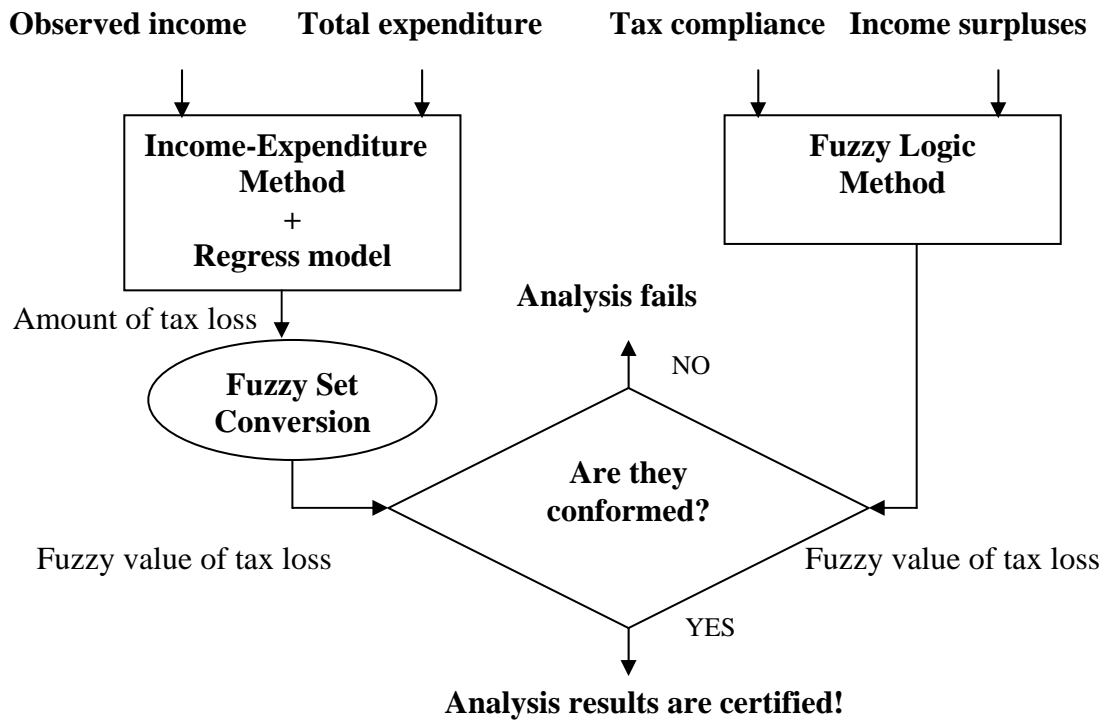 Observed income Total expenditure Tax compliance Income surpluses
Income-Expenditure
Method
+
Regress model
Fuzzy Logic
Method
Analysis fails
Amount of tax loss
NO
Fuzzy Set
Conversion
Are they
conformed?
Fuzzy value of tax loss
Fuzzy value of tax loss
YES
Analysis results are certified!